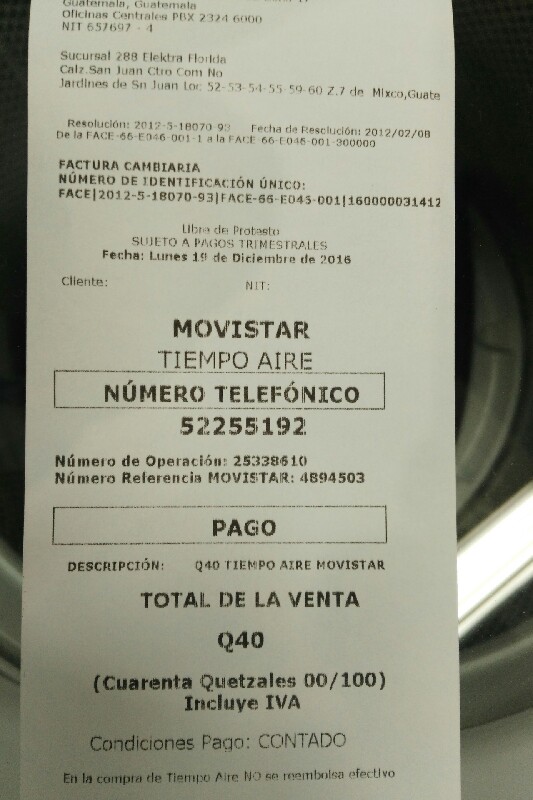 Guatemala, Guatemala
Oficinas Centrales PBX 2324 6000
NIT 657697 - 4
Sucursal 288 Elektra Florida
Calz.San Juan Ctro Com No
Jardines de Sn Juan Loc: 52-53-54-55-59-60 Z.7 de Mixco,Guate
Resolución: 2012-5-18070-93 Fecha de Resolución: 2012/02/08
De la FACE-66-E046-001-1 a la FACE-66-E046-001-300000
FACTURA CAMBIARIA
NÚMERO DE IDENTIFICACIÓN ÚNICO:
FACE|2012-5-18070-93|FACE-66-E045-001|160000031412
Libre de Protesto
SUJETO A PAGOS TRIMESTRALES
Fecha: Lunes 19 de Diciembre de 2016
Cliente: NIT:
MOVISTAR
TIEMPO AIRE
NÚMERO TELEFÓNICO
52255192
Número de Operación: 25338610
Número Referencia MOVISTAR: 4894503
PAGO
DESCRIPCIÓN: Q40 TIEMPO AIRE MOVISTAR
TOTAL DE LA VENTA
Q40
(Cuarenta Quetzales 00/100)
Incluye IVA
Condiciones Pago: CONTADO
En la compra de Tiempo Aire NO se reembolsa efectivo